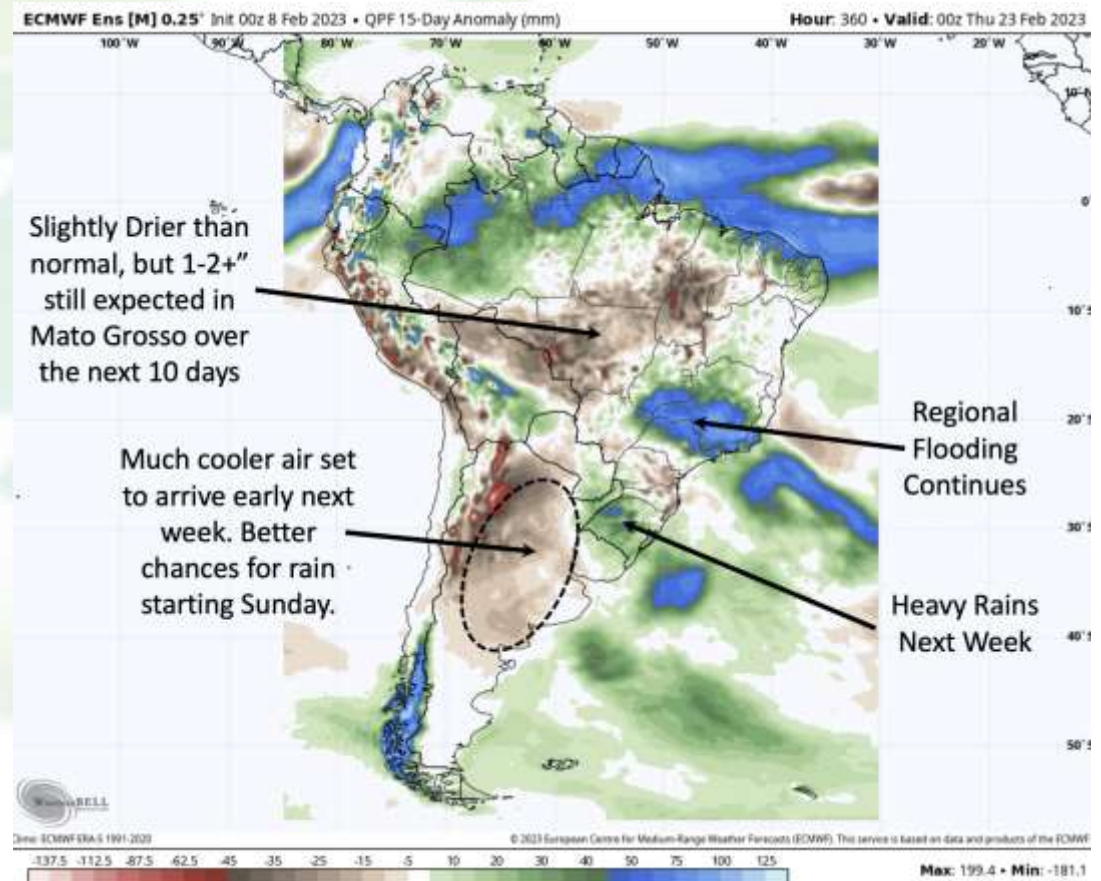 ECMWF Ens [M] 0.25° Init 00z 8 Feb 2023 • QPF 15-Day Anomaly (mm)
Hour: 360 • Valid: 00z Thu 23 Feb 2023
100°W 90°W 80°W 70°W 60°W 50°W 40°W 30°W 20°W
10°N
0°
10°S
20°S
30°S
40°S
50°S
Slightly Drier than
normal, but 1-2+”
still expected in
Mato Grosso over
the next 10 days
Much cooler air set
to arrive early next
week. Better
chances for rain
starting Sunday.
Regional
Flooding
Continues
Heavy Rains
Next Week
WeatherBELL
Climo: ECMWF ERA-5 1991-2020
© 2023 European Centre for Medium-Range Weather Forecasts (ECMWF). This service is based on data and products of the ECMWF
-137.5 -112.5 -87.5 -62.5 -45 -35 -25 -15 -5 10 20 30 40 50 75 100 125
Max: 199.4 • Min: -181.1